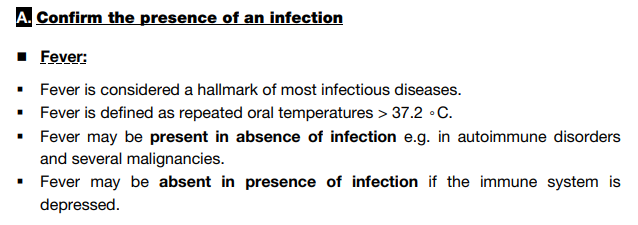 A. Confirm the presence of an infection
■ Fever:
▪ Fever is considered a hallmark of most infectious diseases.
▪ Fever is defined as repeated oral temperatures > 37.2 ∘C.
▪ Fever may be present in absence of infection e.g. in autoimmune disorders
and several malignancies.
▪ Fever may be absent in presence of infection if the immune system is
depressed.